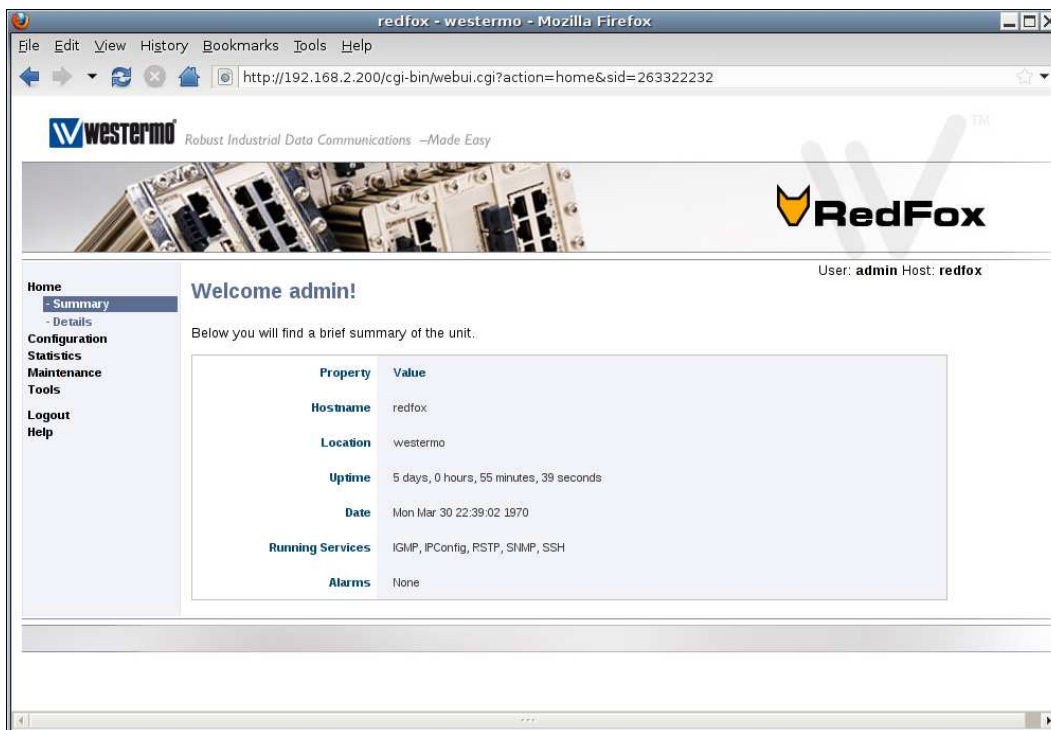 redfox - westermo - Mozilla Firefox
File Edit View History Bookmarks Tools Help
http://192.168.2.200/cgi-bin/webui.cgi?action=home&sid=263322232
westermo Robust Industrial Data Communications –Made Easy
TM
RedFox
User: admin Host: redfox
Home
- Summary
- Details
Configuration
Statistics
Maintenance
Tools
Logout
Help
Welcome admin!
Below you will find a brief summary of the unit.
Property Value
Hostname redfox
Location westermo
Uptime 5 days, 0 hours, 55 minutes, 39 seconds
Date Mon Mar 30 22:39:02 1970
Running Services IGMP, IPConfig, RSTP, SNMP, SSH
Alarms None